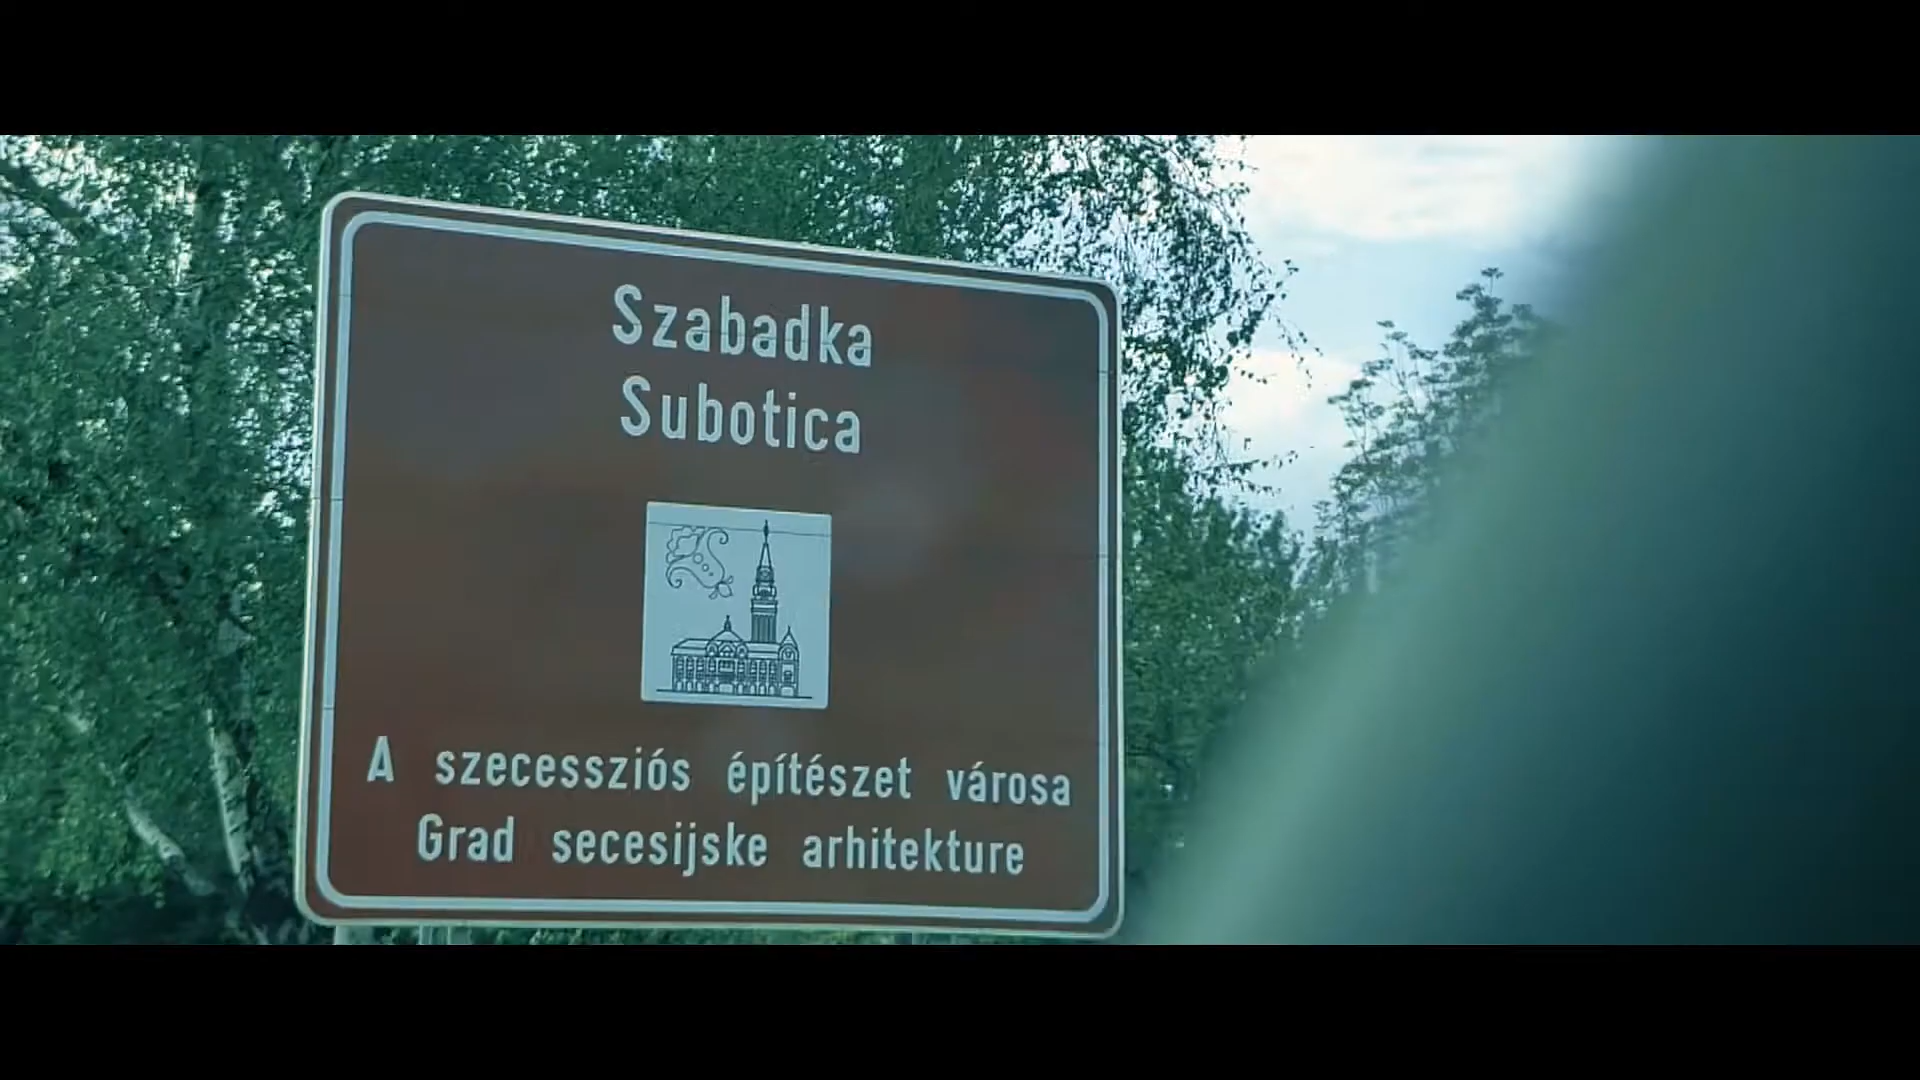 Szabadka
Subotica
A szecessziós építészet városa
Grad secesijske arhitekture